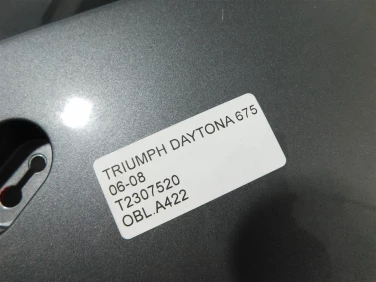 TRIUMPH DAYTONA 675
06-08
T2307520
OBL.A422